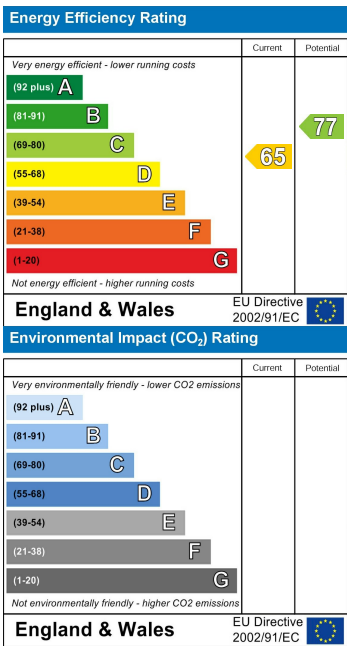 Energy Efficiency Rating
Current Potential
Very energy efficient - lower running costs
(92 plus) A
(81-91) B
77
(69-80) C
65
(55-68) D
(39-54) E
(21-38) F
(1-20) G
Not energy efficient - higher running costs
England & Wales
EU Directive
2002/91/EC
Environmental Impact (CO₂) Rating
Current Potential
Very environmentally friendly - lower CO2 emissions
(92 plus) A
(81-91) B
(69-80) C
(55-68) D
(39-54) E
(21-38) F
(1-20) G
Not environmentally friendly - higher CO2 emissions
England & Wales
EU Directive
2002/91/EC